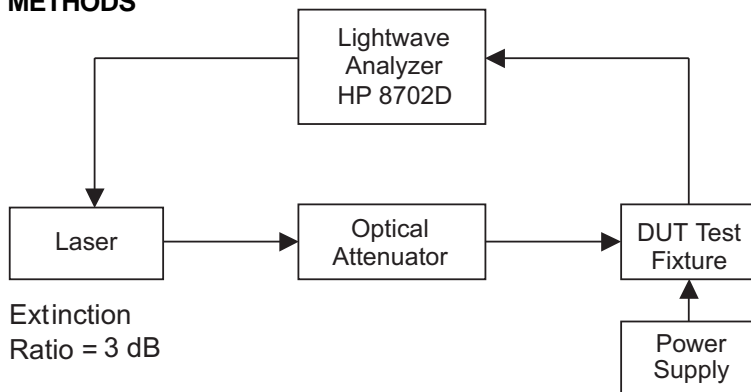 METHODS
Lightwave
Analyzer
HP 8702D
Laser
Optical
Attenuator
DUT Test
Fixture
Extinction
Ratio = 3 dB
Power
Supply